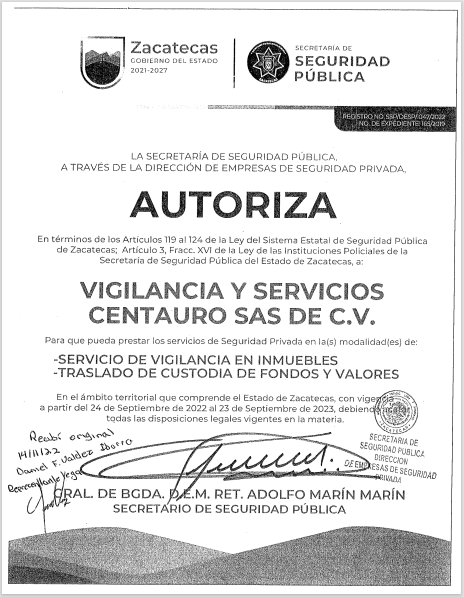 Zacatecas
GOBIERNO DEL ESTADO
2021-2027
SECRETARÍA DE
SEGURIDAD
PÚBLICA
REGISTRO NO. SSP/DESP/047/2022
NO. DE EXPEDIENTE: 165/2019
LA SECRETARÍA DE SEGURIDAD PÚBLICA,
A TRAVÉS DE LA DIRECCIÓN DE EMPRESAS DE SEGURIDAD PRIVADA,
AUTORIZA
En términos de los Artículos 119 al 124 de la Ley del Sistema Estatal de Seguridad Pública
de Zacatecas; Artículo 3, Fracc. XVI de la Ley de las Instituciones Policiales de la
Secretaría de Seguridad Pública del Estado de Zacatecas, a:
VIGILANCIA Y SERVICIOS
CENTAURO SAS DE C.V.
Para que pueda prestar los servicios de Seguridad Privada en la(s) modalidad(es) de:
-SERVICIO DE VIGILANCIA EN INMUEBLES
-TRASLADO DE CUSTODIA DE FONDOS Y VALORES
En el ámbito territorial que comprende el Estado de Zacatecas, con vigencia
a partir del 24 de Septiembre de 2022 al 23 de Septiembre de 2023, debiendo acatar
todas las disposiciones legales vigentes en la materia.
Recibí original
14/11/22
Daniel F. Valdez Ibarra
Representante legal
SECRETARIA DE
SEGURIDAD PUBLICA
DIRECCION
DE EMPRESAS DE SEGURIDAD
PRIVADA
GRAL. DE BGDA. D.E.M. RET. ADOLFO MARÍN MARÍN
SECRETARIO DE SEGURIDAD PÚBLICA